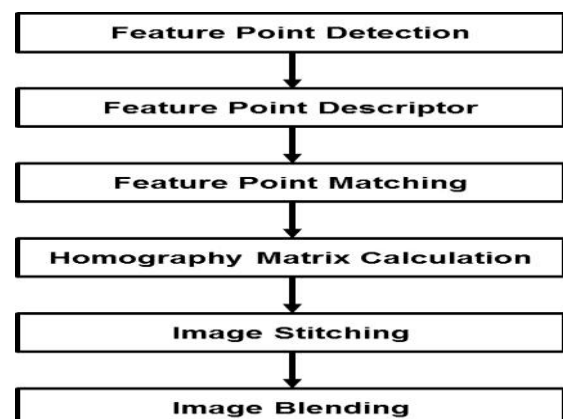 Feature Point Detection
Feature Point Descriptor
Feature Point Matching
Homography Matrix Calculation
Image Stitching
Image Blending